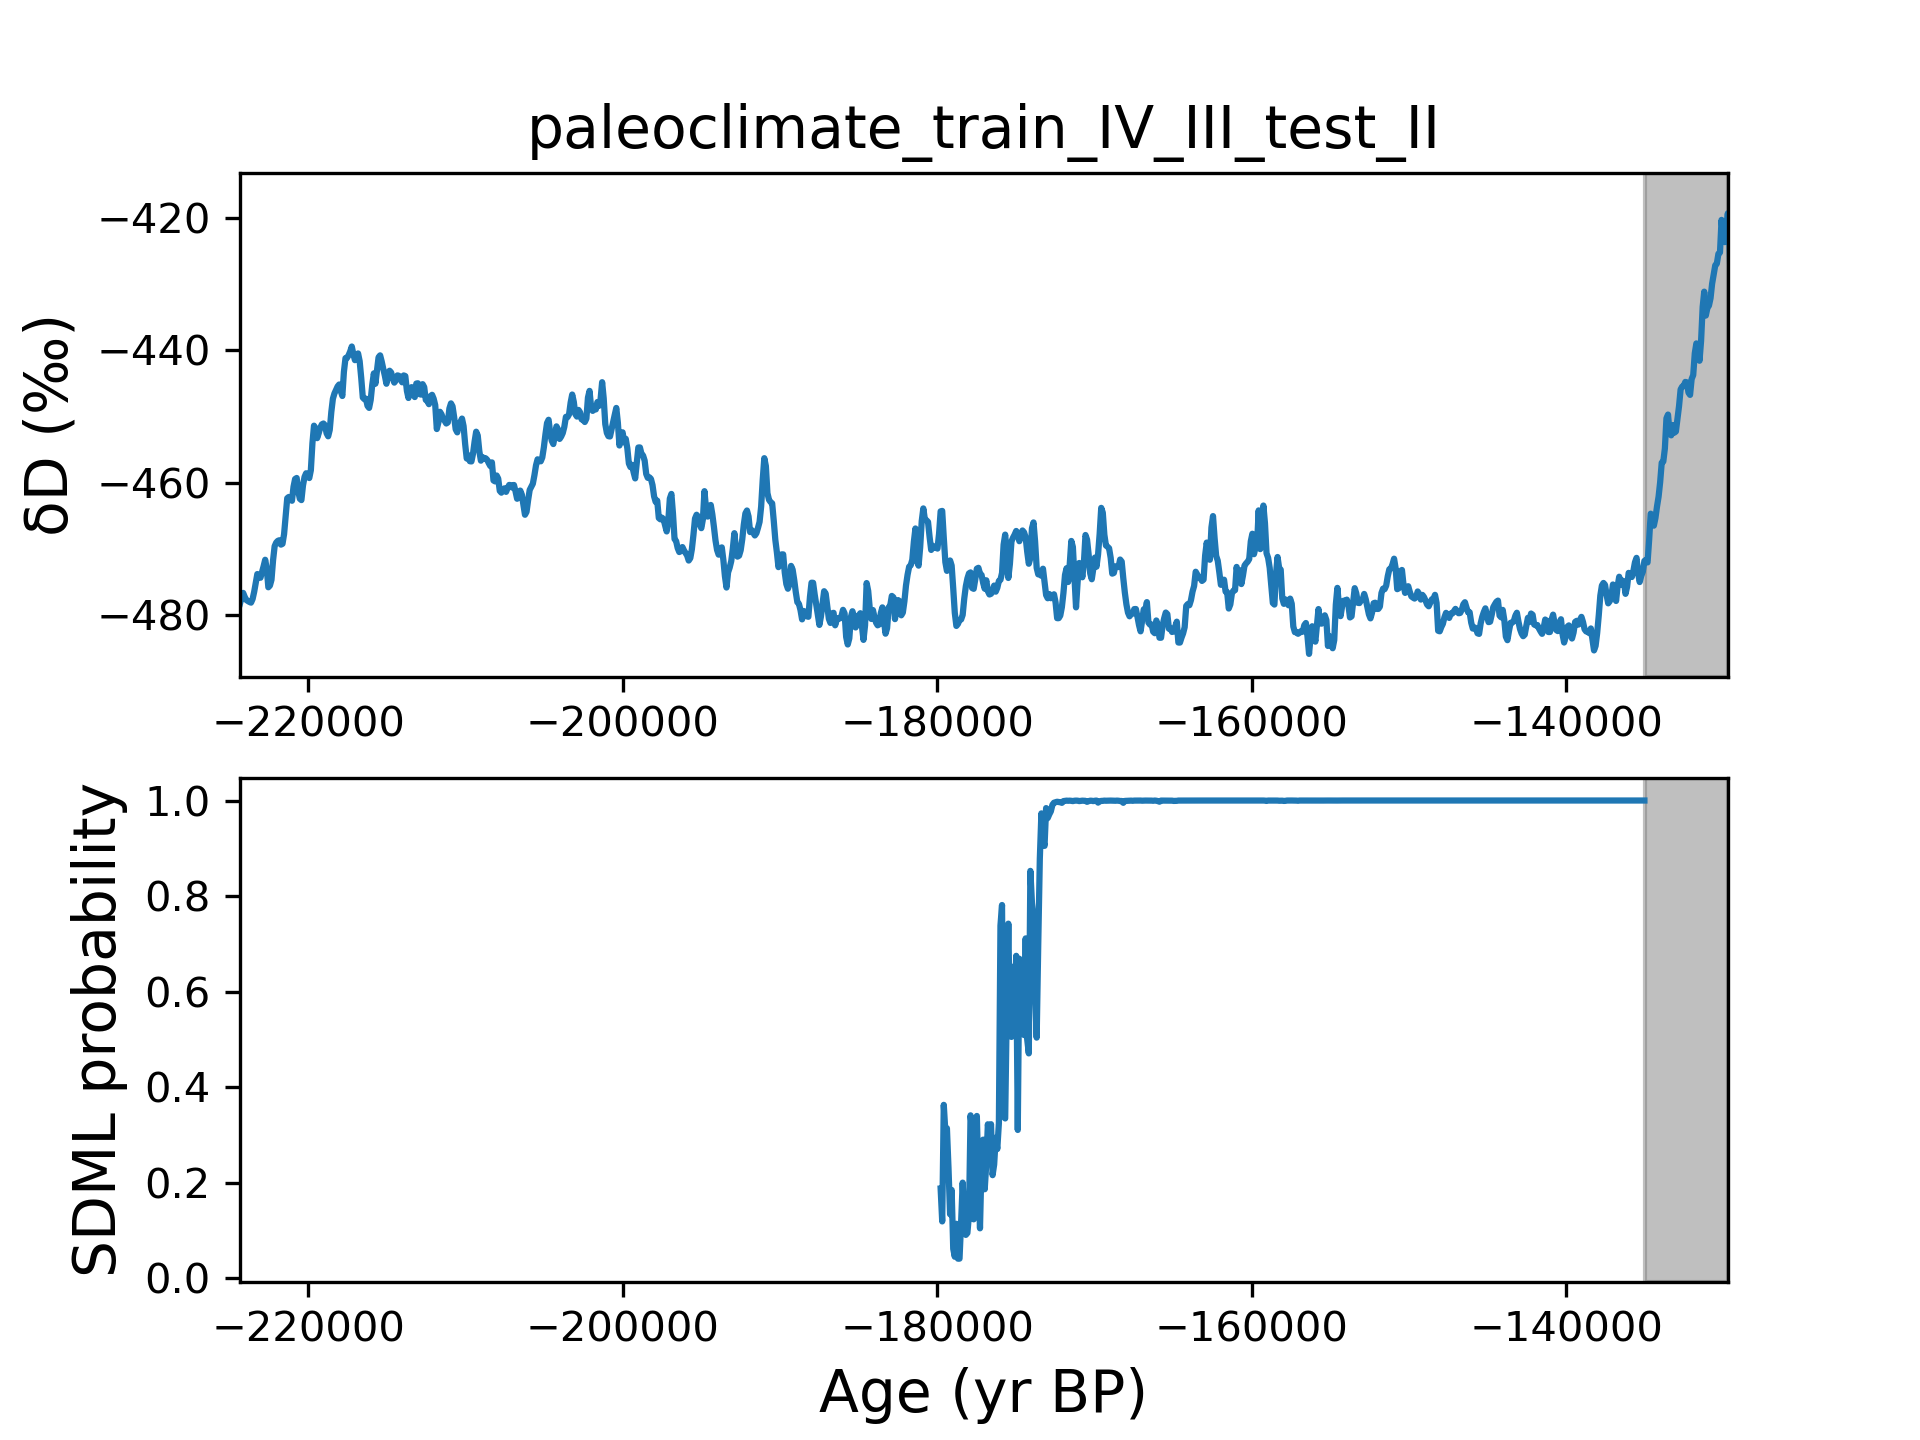 paleoclimate_train_IV_III_test_II
δD (‰)
−420
−440
−460
−480
−220000 −200000 −180000 −160000 −140000
SDML probability
1.0
0.8
0.6
0.4
0.2
0.0
−220000 −200000 −180000 −160000 −140000
Age (yr BP)